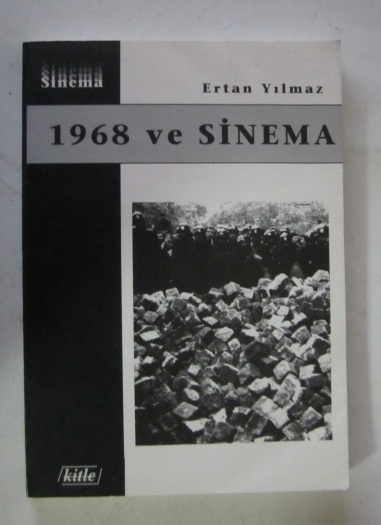 sinema
Ertan Yılmaz
1968 ve SİNEMA
kitle